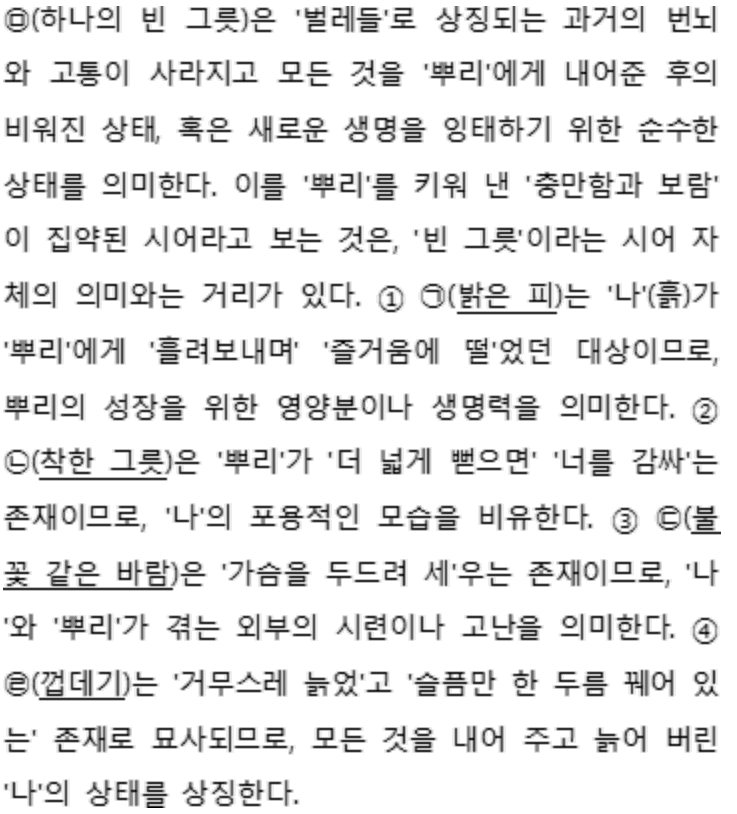 ㉤(하나의 빈 그릇)은 '벌레들'로 상징되는 과거의 번뇌
와 고통이 사라지고 모든 것을 '뿌리'에게 내어준 후의
비워진 상태, 혹은 새로운 생명을 잉태하기 위한 순수한
상태를 의미한다. 이를 '뿌리'를 키워 낸 '충만함과 보람'
이 집약된 시어라고 보는 것은, '빈 그릇'이라는 시어 자
체의 의미와는 거리가 있다. ① ㉠(밝은 피)는 '나'(흙)가
'뿌리'에게 '흘려보내며' '즐거움에 떨'었던 대상이므로,
뿌리의 성장을 위한 영양분이나 생명력을 의미한다. ②
㉡(착한 그릇)은 '뿌리'가 '더 넓게 뻗으면' '너를 감싸'는
존재이므로, '나'의 포용적인 모습을 비유한다. ③ ㉢(불
꽃 같은 바람)은 '가슴을 두드려 세'우는 존재이므로, '나
'와 '뿌리'가 겪는 외부의 시련이나 고난을 의미한다. ④
㉣(껍데기)는 '거무스레 늙었'고 '슬픔만 한 두름 꿰어 있
는' 존재로 묘사되므로, 모든 것을 내어 주고 늙어 버린
'나'의 상태를 상징한다.